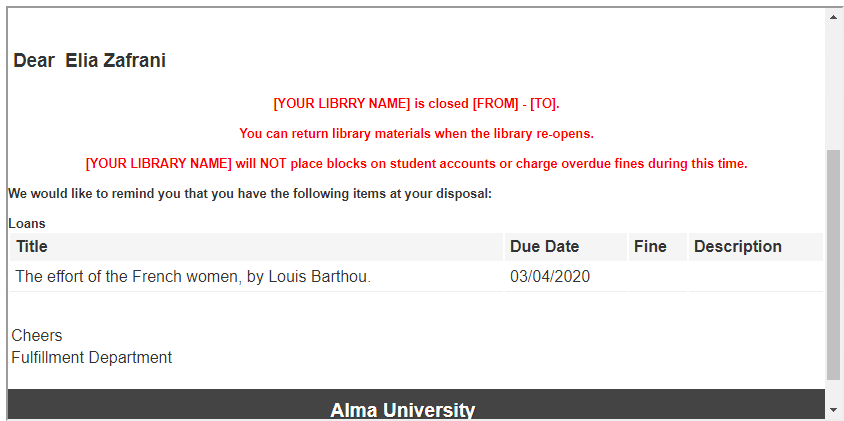 Dear  Elia Zafrani
[YOUR LIBRRY NAME] is closed [FROM] - [TO].
You can return library materials when the library re-opens.
[YOUR LIBRARY NAME] will NOT place blocks on student accounts or charge overdue fines during this time.
We would like to remind you that you have the following items at your disposal:
Loans
Title Due Date Fine Description
The effort of the French women, by Louis Barthou. 03/04/2020
Cheers
Fulfillment Department
Alma University